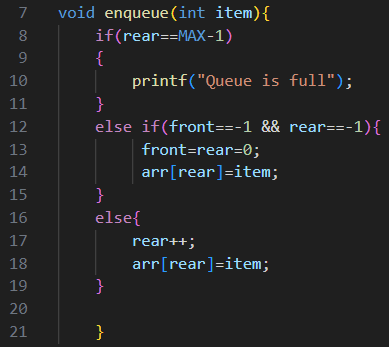 7 void enqueue(int item){
8 if(rear==MAX-1)
9 {
10 printf("Queue is full");
11 }
12 else if(front==-1 && rear==-1){
13 front=rear=0;
14 arr[rear]=item;
15 }
16 else{
17 rear++;
18 arr[rear]=item;
19 }
20
21 }